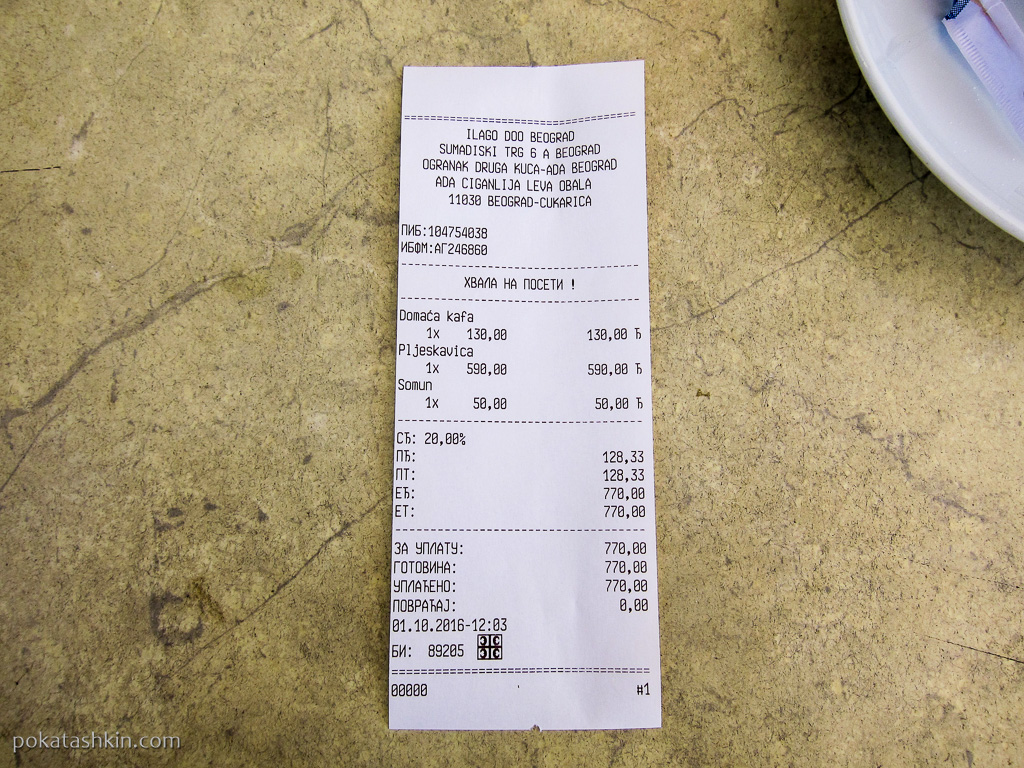 ILAGO DOO BEOGRAD
SUMADISKI TRG 6 A BEOGRAD
OGRANAK DRUGA KUCA-ADA BEOGRAD
ADA CIGANLIJA LEVA OBALA
11030 BEOGRAD-CUKARICA
ПИБ:104754038
ИБФМ:АГ246860
ХВАЛА НА ПОСЕТИ !
Domaća kafa
1x 130,00 130,00 Ђ
Pljeskavica
1x 590,00 590,00 Ђ
Somun
1x 50,00 50,00 Ђ
СЂ: 20,00%
ПЂ: 128,33
ПТ: 128,33
ЕЂ: 770,00
ЕТ: 770,00
ЗА УПЛАТУ: 770,00
ГОТОВИНА: 770,00
УПЛАЋЕНО: 770,00
ПОВРАЋАЈ: 0,00
01.10.2016-12:03
БИ: 89205
00000 #1
pokatashkin.com